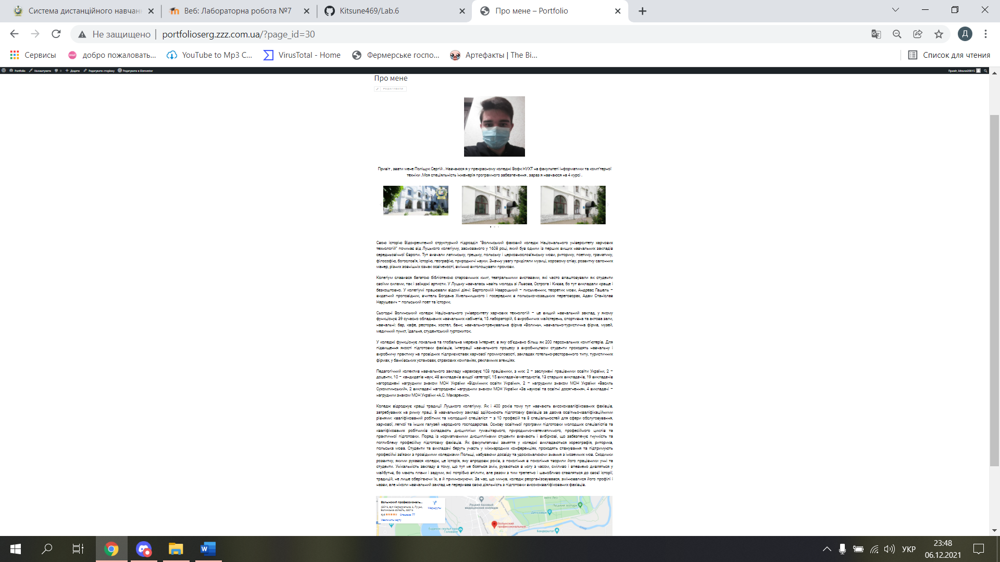 Система дистанційного навчан
Веб: Лабораторна робота №7
Kitsune469/Lab.6
Про мене – Portfolio
Не защищено
portfolioserg.zzz.com.ua/?page_id=30
Д
Сервисы
добро пожаловать...
YouTube to Mp3 C...
VirusTotal - Home
Фермерське госпо...
Артефакты | The Bi...
Список для чтения
Portfolio
Налаштувати
0
Додати
Редагувати сторінку
Редагувати в Elementor
Привіт, kitsune20015
Про мене
РЕДАГУВАТИ
Привіт , звати мене Поліщук Сергій . Навчаюся я у прекрасному коледжі Вофк НУХТ на факультеті інформатики та комп'терної
техніки .Моя спеціальність інженерія програмного забезпечення , зараз я навчаюся на 4 курсі .
Свою історію Відокремлений структурний підрозділ "Волинський фаховий коледж Національного університету харчових
технологій" починає від Луцького колегіуму, заснованого у 1608 році, який був одним із перших вищих навчальних закладів
середньовічної Європи. Тут вивчали латинську, грецьку, польську і церковнослов'янську мови, риторику, поетику, граматику,
філософію, богослов'я, історію, географію, природничі науки. Значну увагу приділяли музиці, хоровому співу, розвитку салонних
манер, різних зовнішніх ознак освіченості, вмінню виголошувати промови.
Колегіум славився багатою бібліотекою старовинних книг, театральними виставами, які часто влаштовували як студенти
своїми силами, так і заїжджі артисти. У Луцьку навчалась навіть молодь зі Львова, Острога і Києва, бо тут викладали краще і
безкоштовно. У колегіумі працювали відомі діячі: Бартоломій Навроцький – письменник, теоретик мови, Андреас Гашель –
видатний проповідник, вчитель Богдана Хмельницького і посередник в польсько-козацьких переговорах, Адам Станіслав
Нарушевич – польський поет та історик.
Сьогодні Волинський коледж Національного університету харчових технологій – це вищий навчальний заклад, у якому
функціонує 39 сучасно обладнаних навчальних кабінетів, 15 лабораторій, 6 виробничих майстерень, спортивна та актова зали,
навчальні: бар, кафе, ресторан, хостел, банк; навчально-тренувальна фірма «Волинь», навчально-туристична фірма, музей,
медичний пункт, їдальня, студентський гуртожиток.
У коледжі функціонує локальна та глобальна мережа Інтернет, в яку об'єднано більш як 200 персональних комп'ютерів. Для
підвищення якості підготовки фахівців, інтеграції навчального процесу з виробництвом студенти проходять навчальну і
виробничу практику на провідних підприємствах харчової промисловості, закладах готельно-ресторанного типу, туристичних
фірмах, у банківських установах, страхових компаніях, рекламних агенціях.
Педагогічний колектив навчального закладу нараховує 103 працівники, з них: 2 – заслужені працівники освіти України, 2 –
доценти, 10 – кандидатів наук, 48 викладачів вищої категорії, 15 викладачів-методистів, 13 старших викладачів, 19 викладачів
нагороджені нагрудним знаком МОН України «Відмінник освіти України», 2 – нагрудним знаком МОН України «Василь
Сухомлинський», 2 викладачі нагороджені нагрудним знаком МОН України «За наукові та освітні досягнення», 4 викладачі –
нагрудним знаком МОН України «А.С. Макаренко».
Коледж відроджує кращі традиції Луцького колегіуму. Як і 400 років тому тут навчають висококваліфікованих фахівців,
затребуваних на ринку праці. В навчальному закладі здійснюють підготовку фахівців за двома освітньо-кваліфікаційними
рівнями: кваліфікований робітник та молодший спеціаліст – з 10 професій та 8 спеціальностей для сфери обслуговування,
харчової, легкої та інших галузей народного господарства. Основу освітньої програми підготовки молодших спеціалістів та
кваліфікованих робітників складають дисципліни гуманітарного, природничо-математичного, професійного циклів та
практичної підготовки. Поряд із нормативними дисциплінами студенти вивчають і вибіркові, що забезпечує гнучкість та
поглиблену професійну підготовку фахівців. Як факультативні заняття у коледжі викладаються хореографія, риторика,
польська мова. Студенти та викладачі беруть участь у міжнародних конференціях, проходять стажування та підтримують
професійні зв'язки з провідними коледжами Польщі, набуваючи досвіду та удосконалюючи знання з іноземних мов. Сходинки
розвитку, якими рухався коледж, це історія, яку впродовж років, з покоління в покоління творили його працівники учні та
студенти. Унікальність закладу в тому, що тут не бояться змін, рухаються в ногу з часом, сміливо і впевнено дивляться у
майбутнє, бо мають плани і задуми, які потрібно втілити, але разом з тим трепетно і шанобливо ставляться до своєї історії,
традицій, не лише оберігаючи їх, а й примножуючи. За час, що минув, коледж реорганізовувався, змінювалися його профілі і
назви, але ніколи навчальний заклад не переривав свою діяльність з підготовки висококваліфікованих фахівців.
Волынский професиональ...
43016, вул Кафедральна, 6, Луцьк,
Волинська область, 43016
4,4
Отзывов: 77
Увеличить карту
Маршруты
Луцкий базовый
медицинский колледж
Луцький зоопарк
Динозаври
Волынский
профессиональный
Будинок скульптора
Голованя
Бандерштат
УКР
23:48
06.12.2021